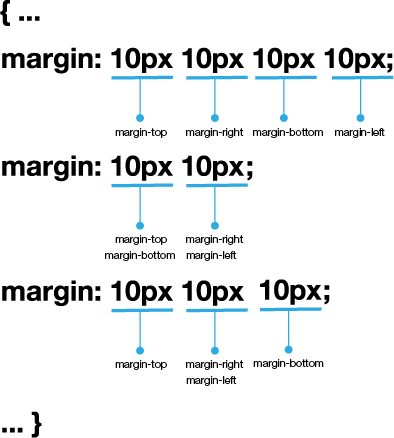 { ...
margin: 10px 10px 10px 10px;
margin-top margin-right margin-bottom margin-left
margin: 10px 10px;
margin-top margin-right
margin-bottom margin-left
margin: 10px 10px 10px;
margin-top margin-right margin-bottom
margin-left
... }